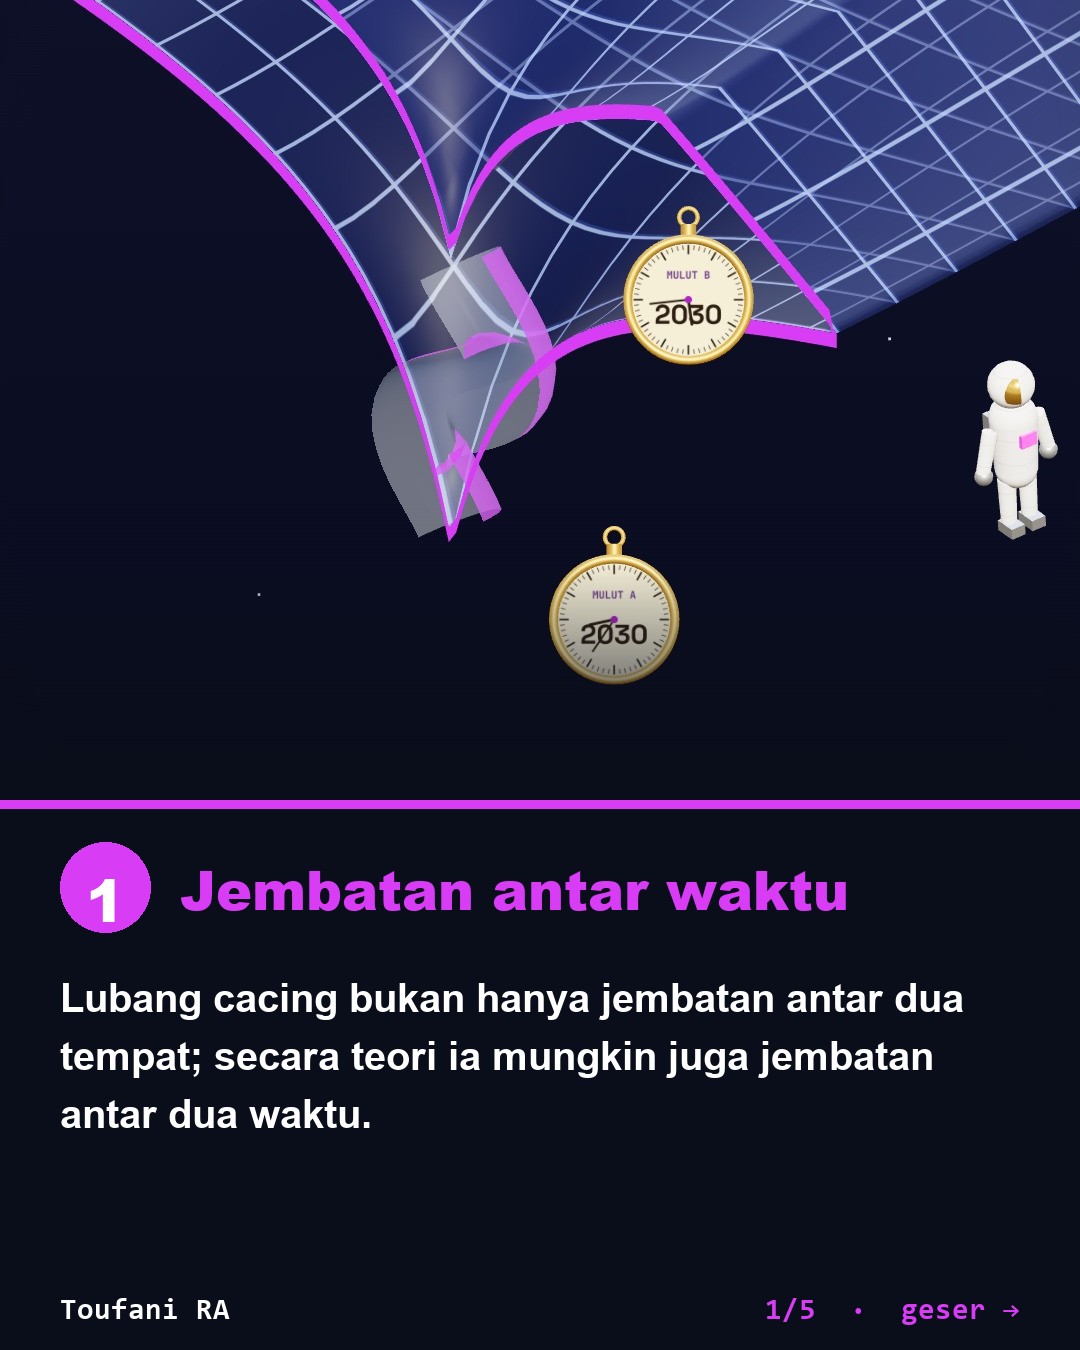 MULUT B
2030
MULUT A
2030
1 Jembatan antar waktu
Lubang cacing bukan hanya jembatan antar dua
tempat; secara teori ia mungkin juga jembatan
antar dua waktu.
Toufani RA
1/5 · geser →